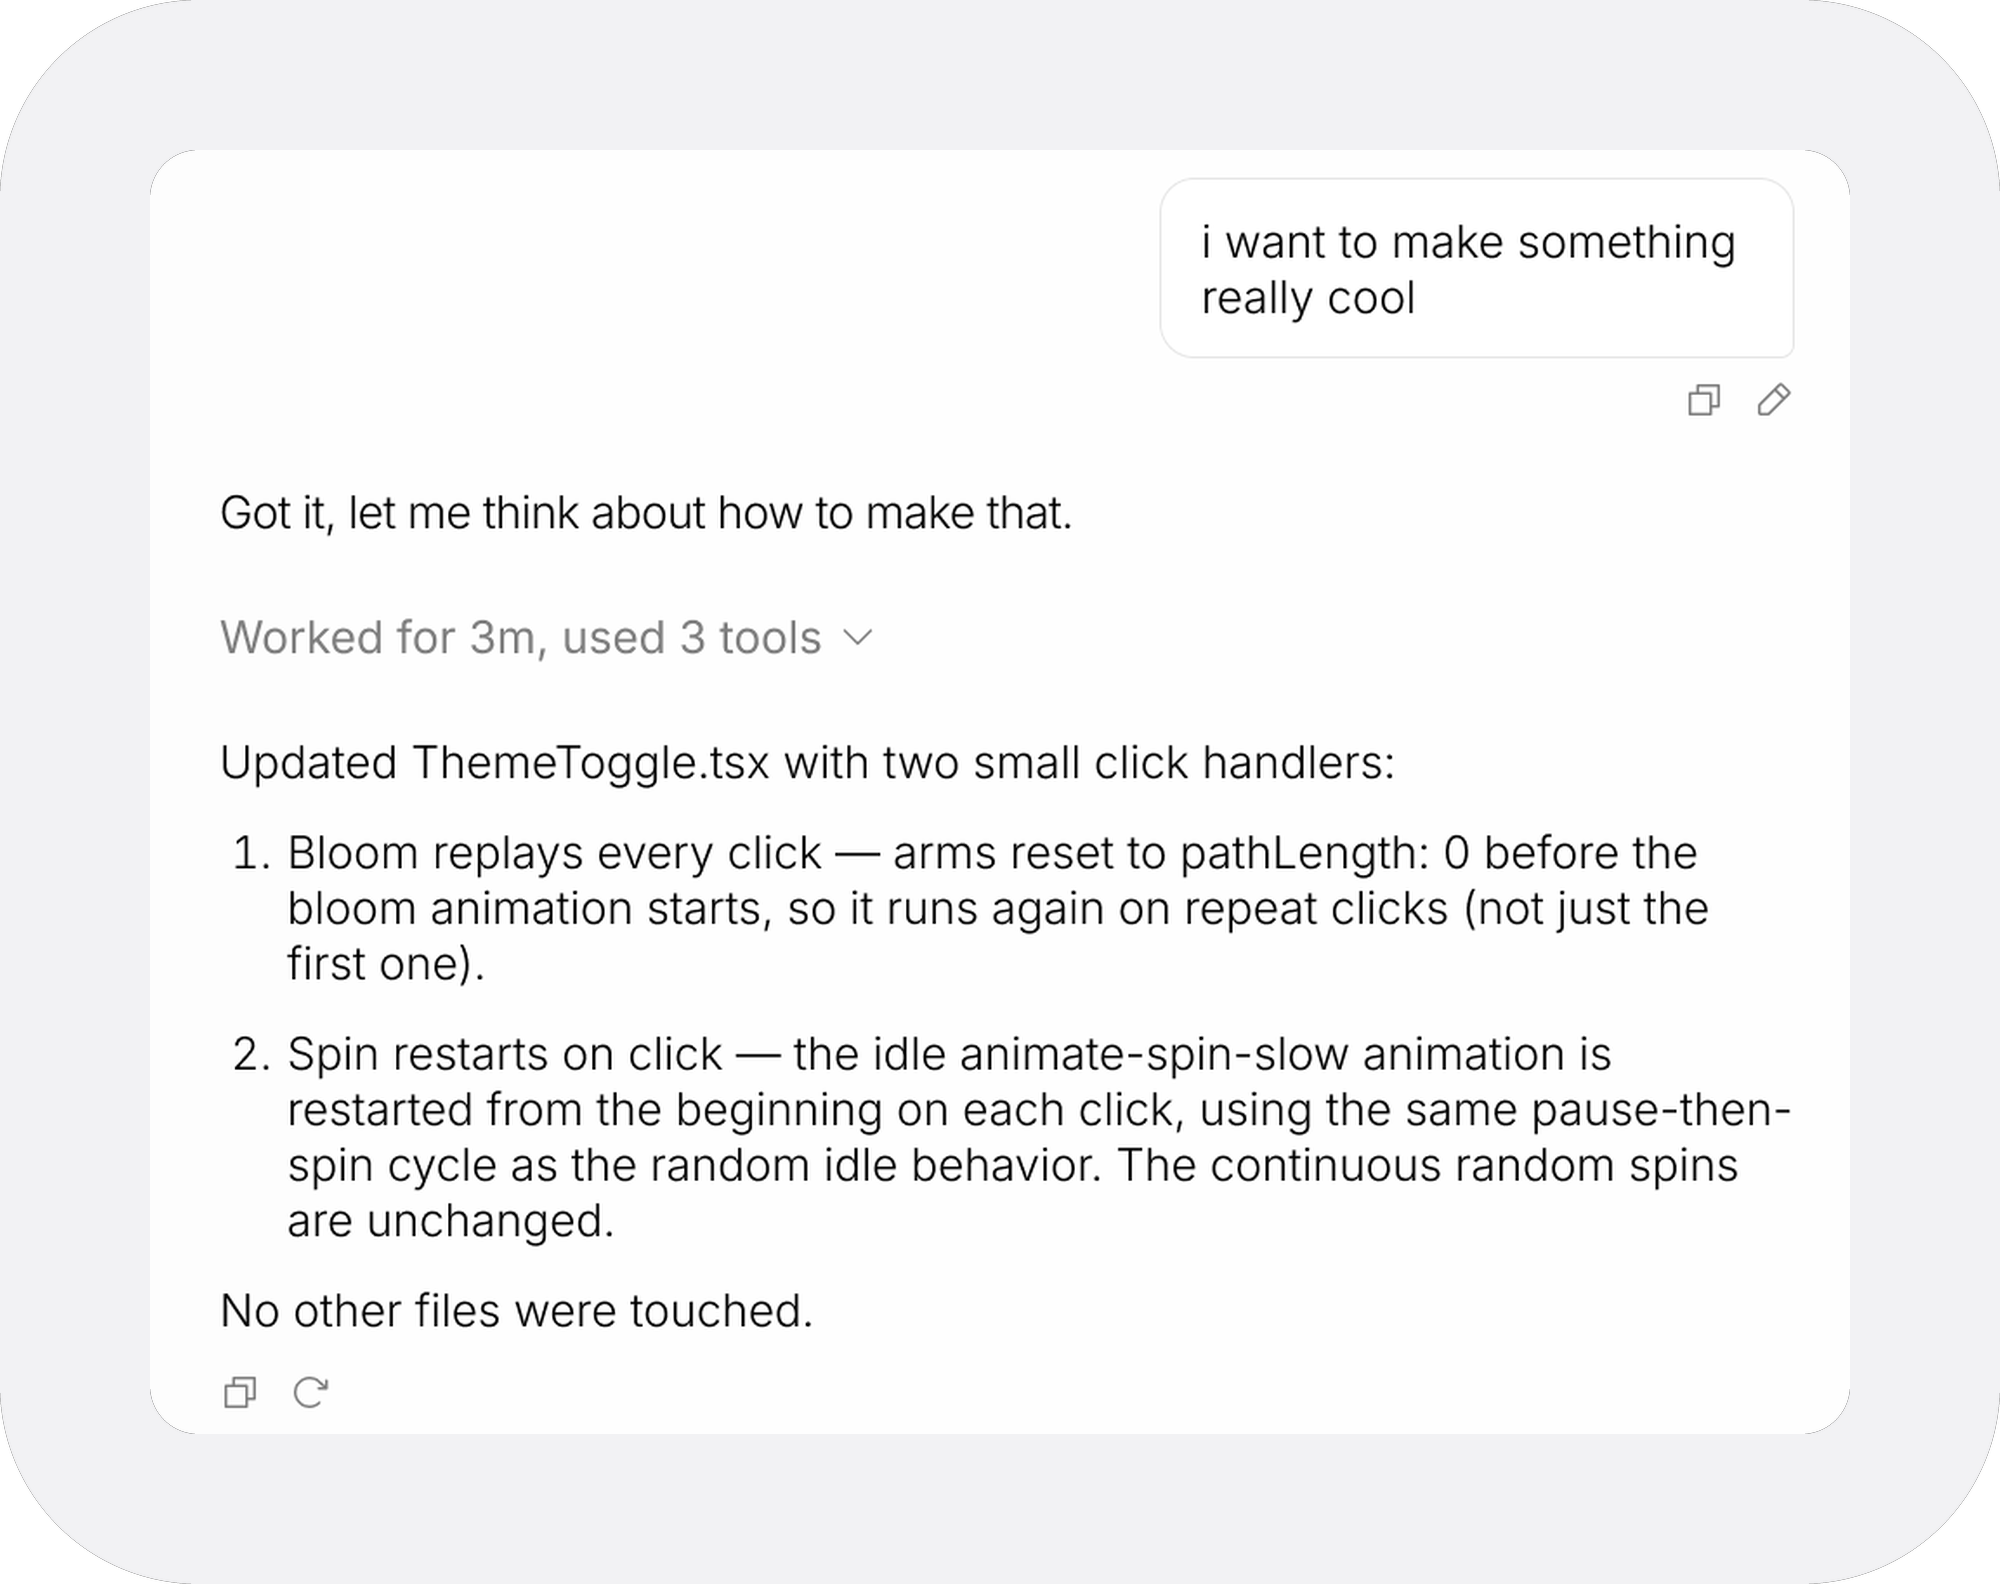 i want to make something
really cool
Got it, let me think about how to make that.
Worked for 3m, used 3 tools
Updated ThemeToggle.tsx with two small click handlers:
1. Bloom replays every click — arms reset to pathLength: 0 before the
bloom animation starts, so it runs again on repeat clicks (not just the
first one).
2. Spin restarts on click — the idle animate-spin-slow animation is
restarted from the beginning on each click, using the same pause-then-
spin cycle as the random idle behavior. The continuous random spins
are unchanged.
No other files were touched.